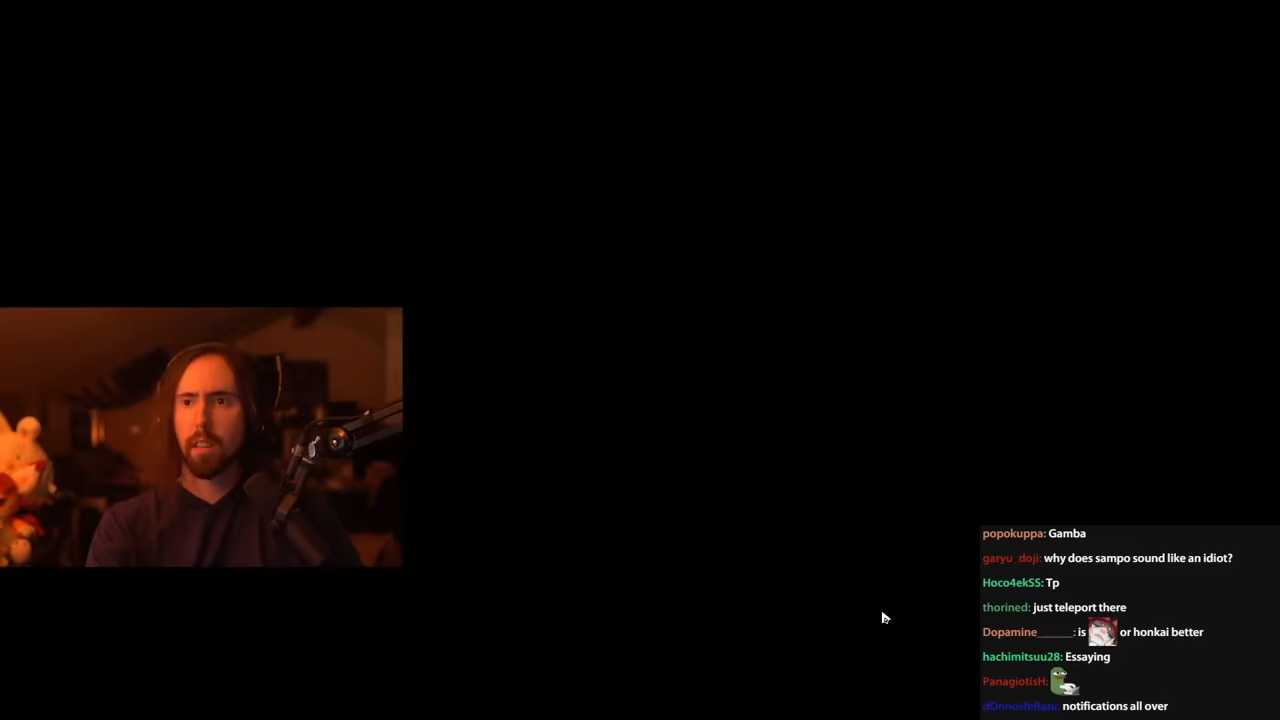 popokuppa: Gamba
garyu_doji: why does sampo sound like an idiot?
Hoco4ekSS: Tp
thorined: just teleport there
Dopamine______: is or honkai better
hachimitsuu28: Essaying
PanagiotisH:
notifications all over